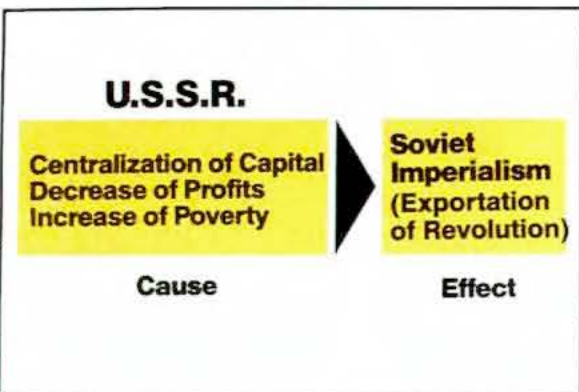 U.S.S.R.
Centralization of Capital
Decrease of Profits
Increase of Poverty
Cause
Soviet
Imperialism
(Exportation
of Revolution)
Effect